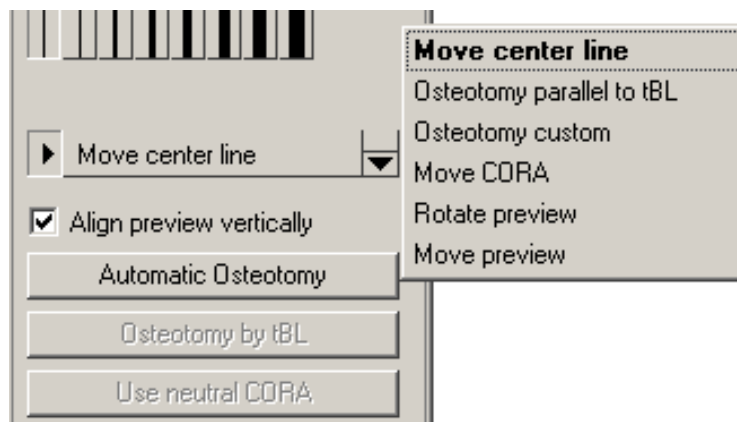 Move center line
Align preview vertically
Automatic Osteotomy
Osteotomy by tBL
Use neutral CORA
Move center line
Osteotomy parallel to tBL
Osteotomy custom
Move CORA
Rotate preview
Move preview